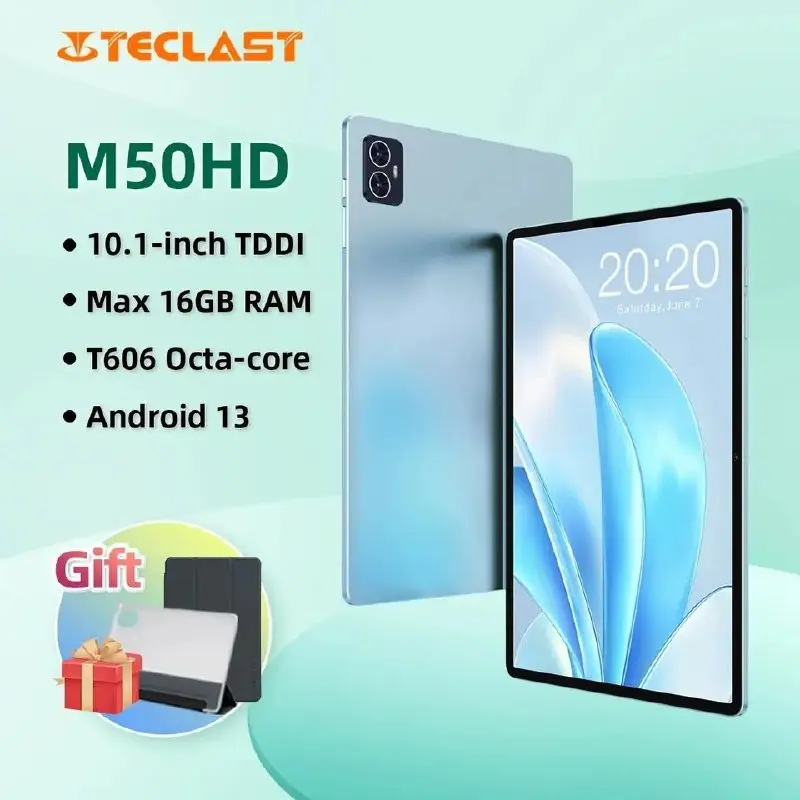 TECLAST
M50HD
• 10.1-inch TDDI
• Max 16GB RAM
• T606 Octa-core
• Android 13
20:20
Saturday,June 7
Gift